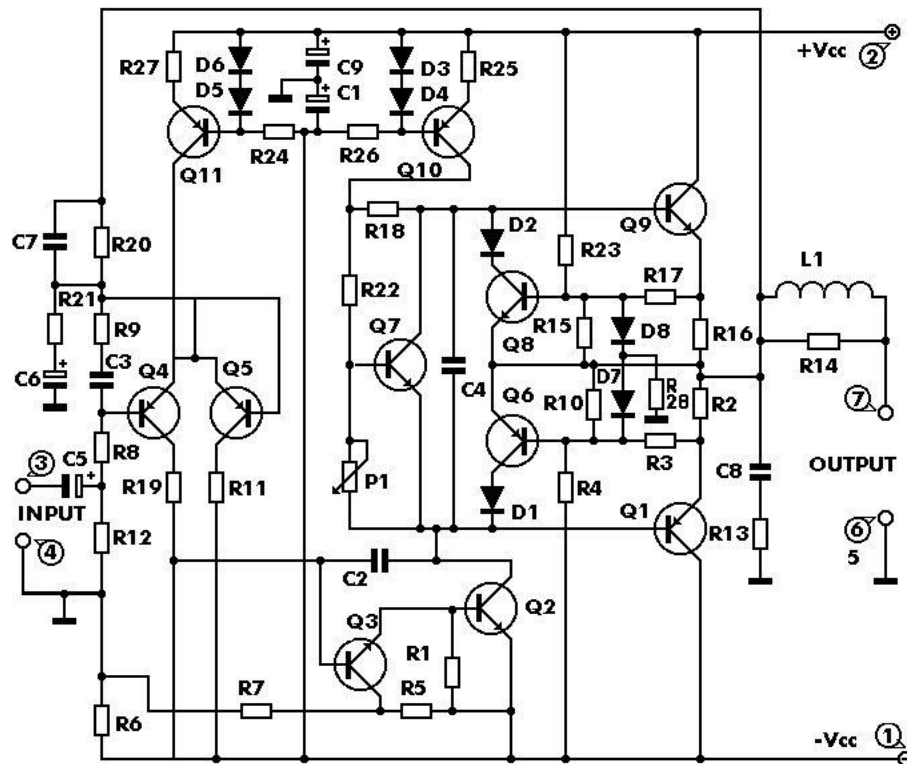 +Vcc 2
R27
D6
D5
C9
C1
D3
D4
R25
R24
R26
Q11
Q10
R18
D2
Q9
C7
R20
R23
R17
L1
R21
R22
R9
R15
Q8
D8
R16
Q7
C3
R14
C6
Q4
Q5
C4
Q6
D7
R10
R
28
R2
7
R8
3
C5
+
R19
R11
P1
R4
R3
C8
OUTPUT
INPUT
D1
Q1
R12
4
R13
6
5
C2
Q3
Q2
R1
R7
R5
R6
-Vcc 1